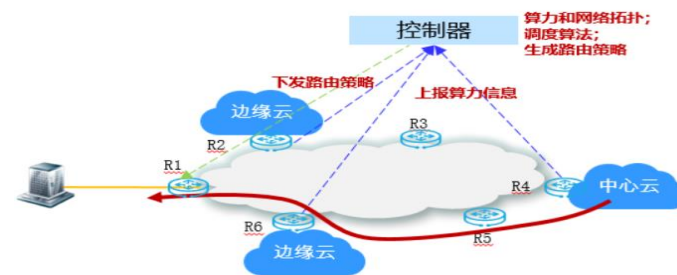 控制器
算力和网络拓扑；
调度算法；
生成路由策略
下发路由策略
上报算力信息
边缘云
R2
R3
R1
R4
中心云
R6
R5
边缘云